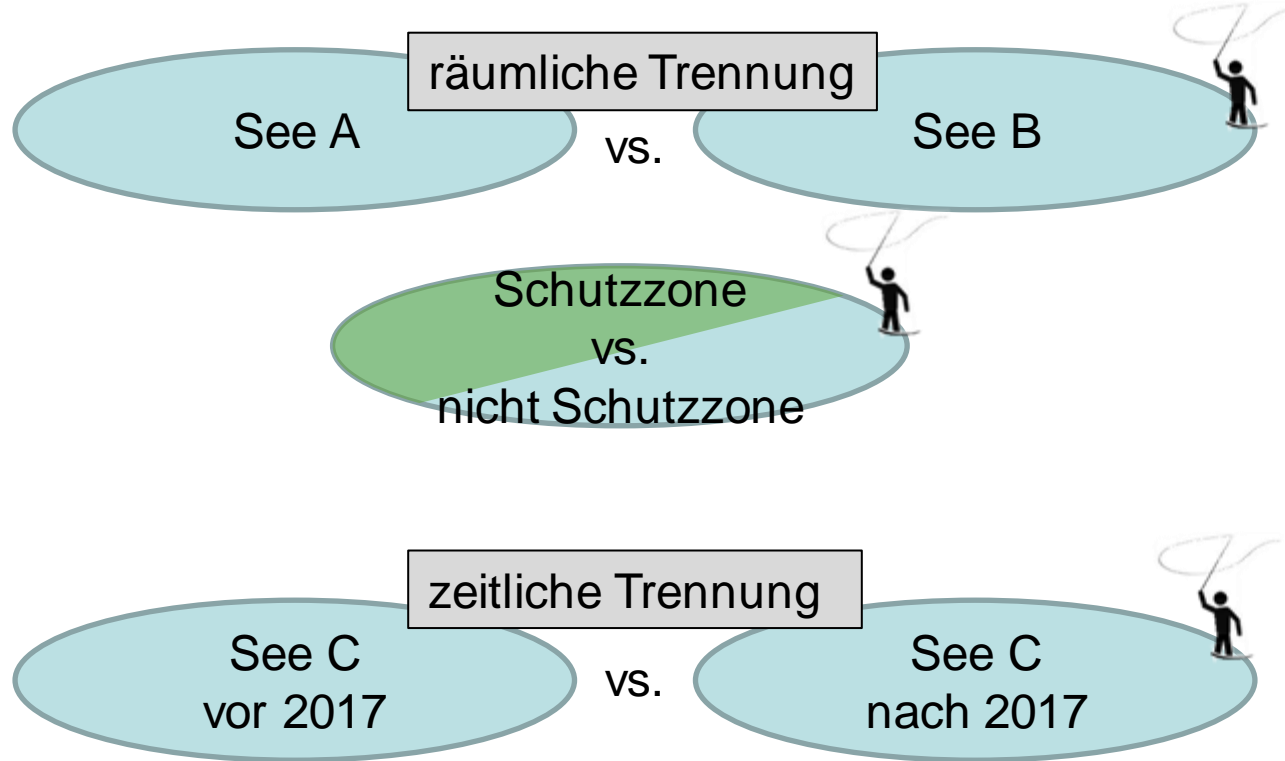 räumliche Trennung
See A
vs.
See B
Schutzzone
vs.
nicht Schutzzone
zeitliche Trennung
See C
vor 2017
vs.
See C
nach 2017